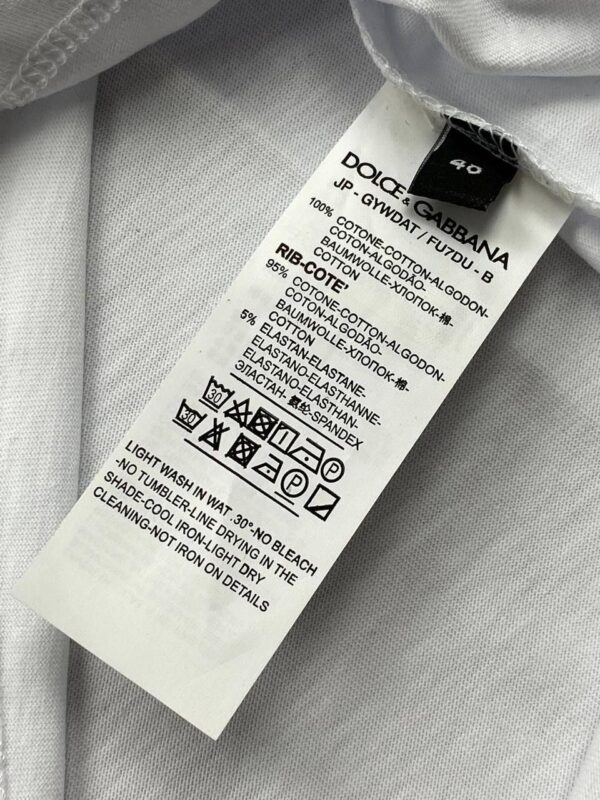 40
DOLCE & GABBANA
JP - GYWDAT / FU7DU - B
100% COTONE-COTTON-ALGODON-
COTON-ALGODÃO-
BAUMWOLLE-ХЛОПОК-棉-
COTTON
RIB-COTE'
95% COTONE-COTTON-ALGODON-
COTON-ALGODÃO-
BAUMWOLLE-ХЛОПОК-棉-
COTTON
5% ELASTAN-ELASTANE-
ELASTANO-ELASTHANNE-
ELASTANO-ELASTHAN-
ЭЛАСТАН-氨纶-SPANDEX
30 P
30 P
LIGHT WASH IN WAT .30°-NO BLEACH
-NO TUMBLER-LINE DRYING IN THE
SHADE-COOL IRON-LIGHT DRY
CLEANING-NOT IRON ON DETAILS